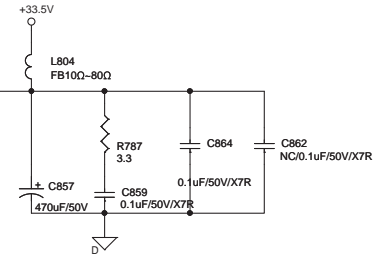 +33.5V
L804
FB10Ω~80Ω
R787
3.3
C864
C862
NC/0.1uF/50V/X7R
0.1uF/50V/X7R
+
C857
470uF/50V
C859
0.1uF/50V/X7R
D